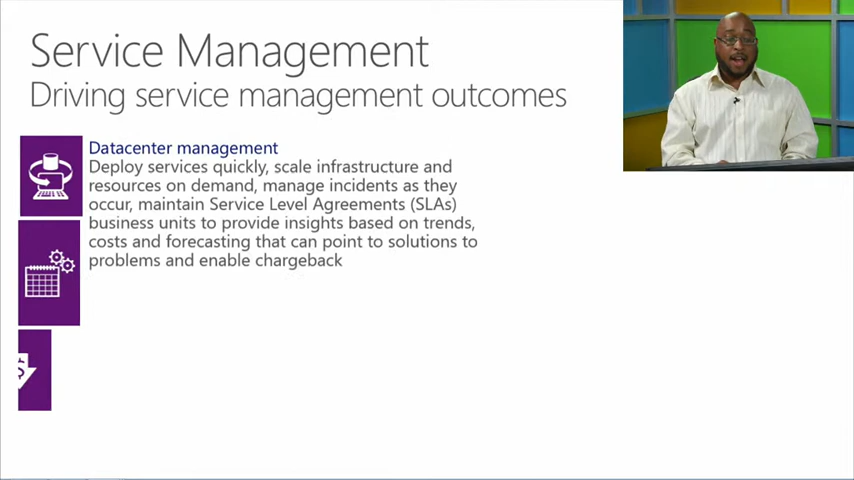 Service Management
Driving service management outcomes
Datacenter management
Deploy services quickly, scale infrastructure and
resources on demand, manage incidents as they
occur, maintain Service Level Agreements (SLAs)
business units to provide insights based on trends,
costs and forecasting that can point to solutions to
problems and enable chargeback
$